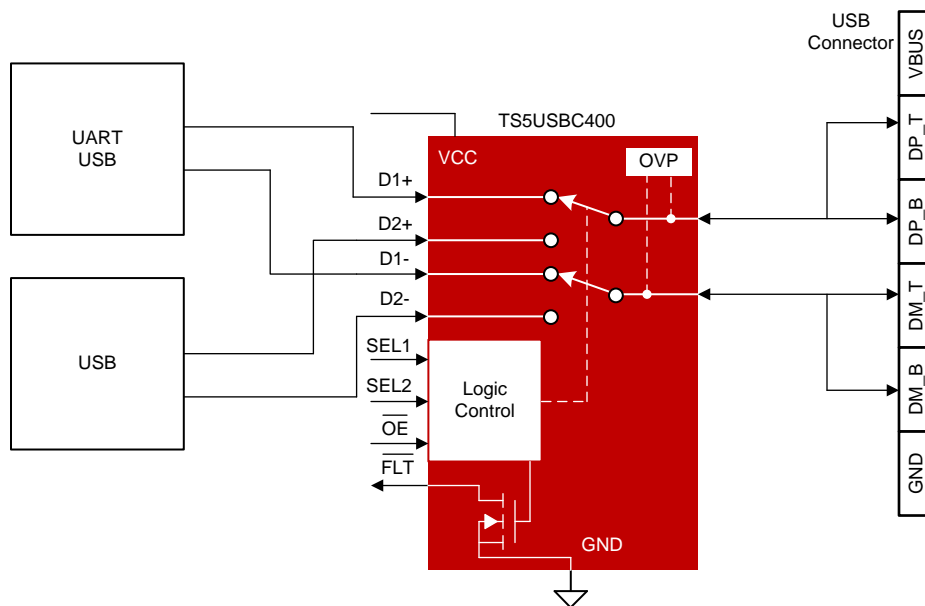 USB
Connector
VBUS
DP_T
DP_B
DM_T
DM_B
GND
TS5USBC400
UART
USB
VCC
OVP
D1+
D2+
D1-
D2-
USB
SEL1
SEL2
OE
FLT
Logic
Control
GND